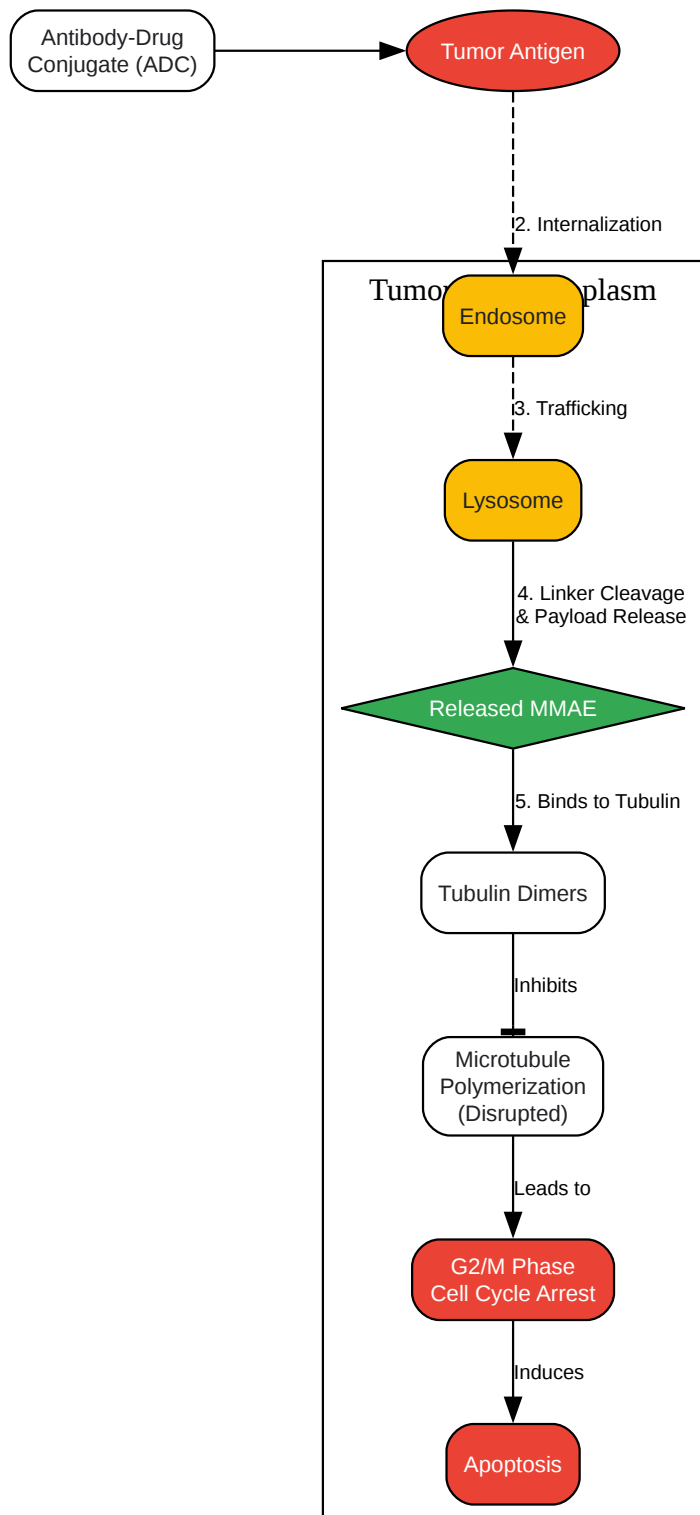 Antibody-Drug
Conjugate (ADC)
Tumor Antigen
2. Internalization
plasm
Endosome
3. Trafficking
Lysosome
4. Linker Cleavage
& Payload Release
Released MMAE
5. Binds to Tubulin
Tubulin Dimers
Inhibits
Microtubule
Polymerization
(Disrupted)
Leads to
G2/M Phase
Cell Cycle Arrest
Induces
Apoptosis